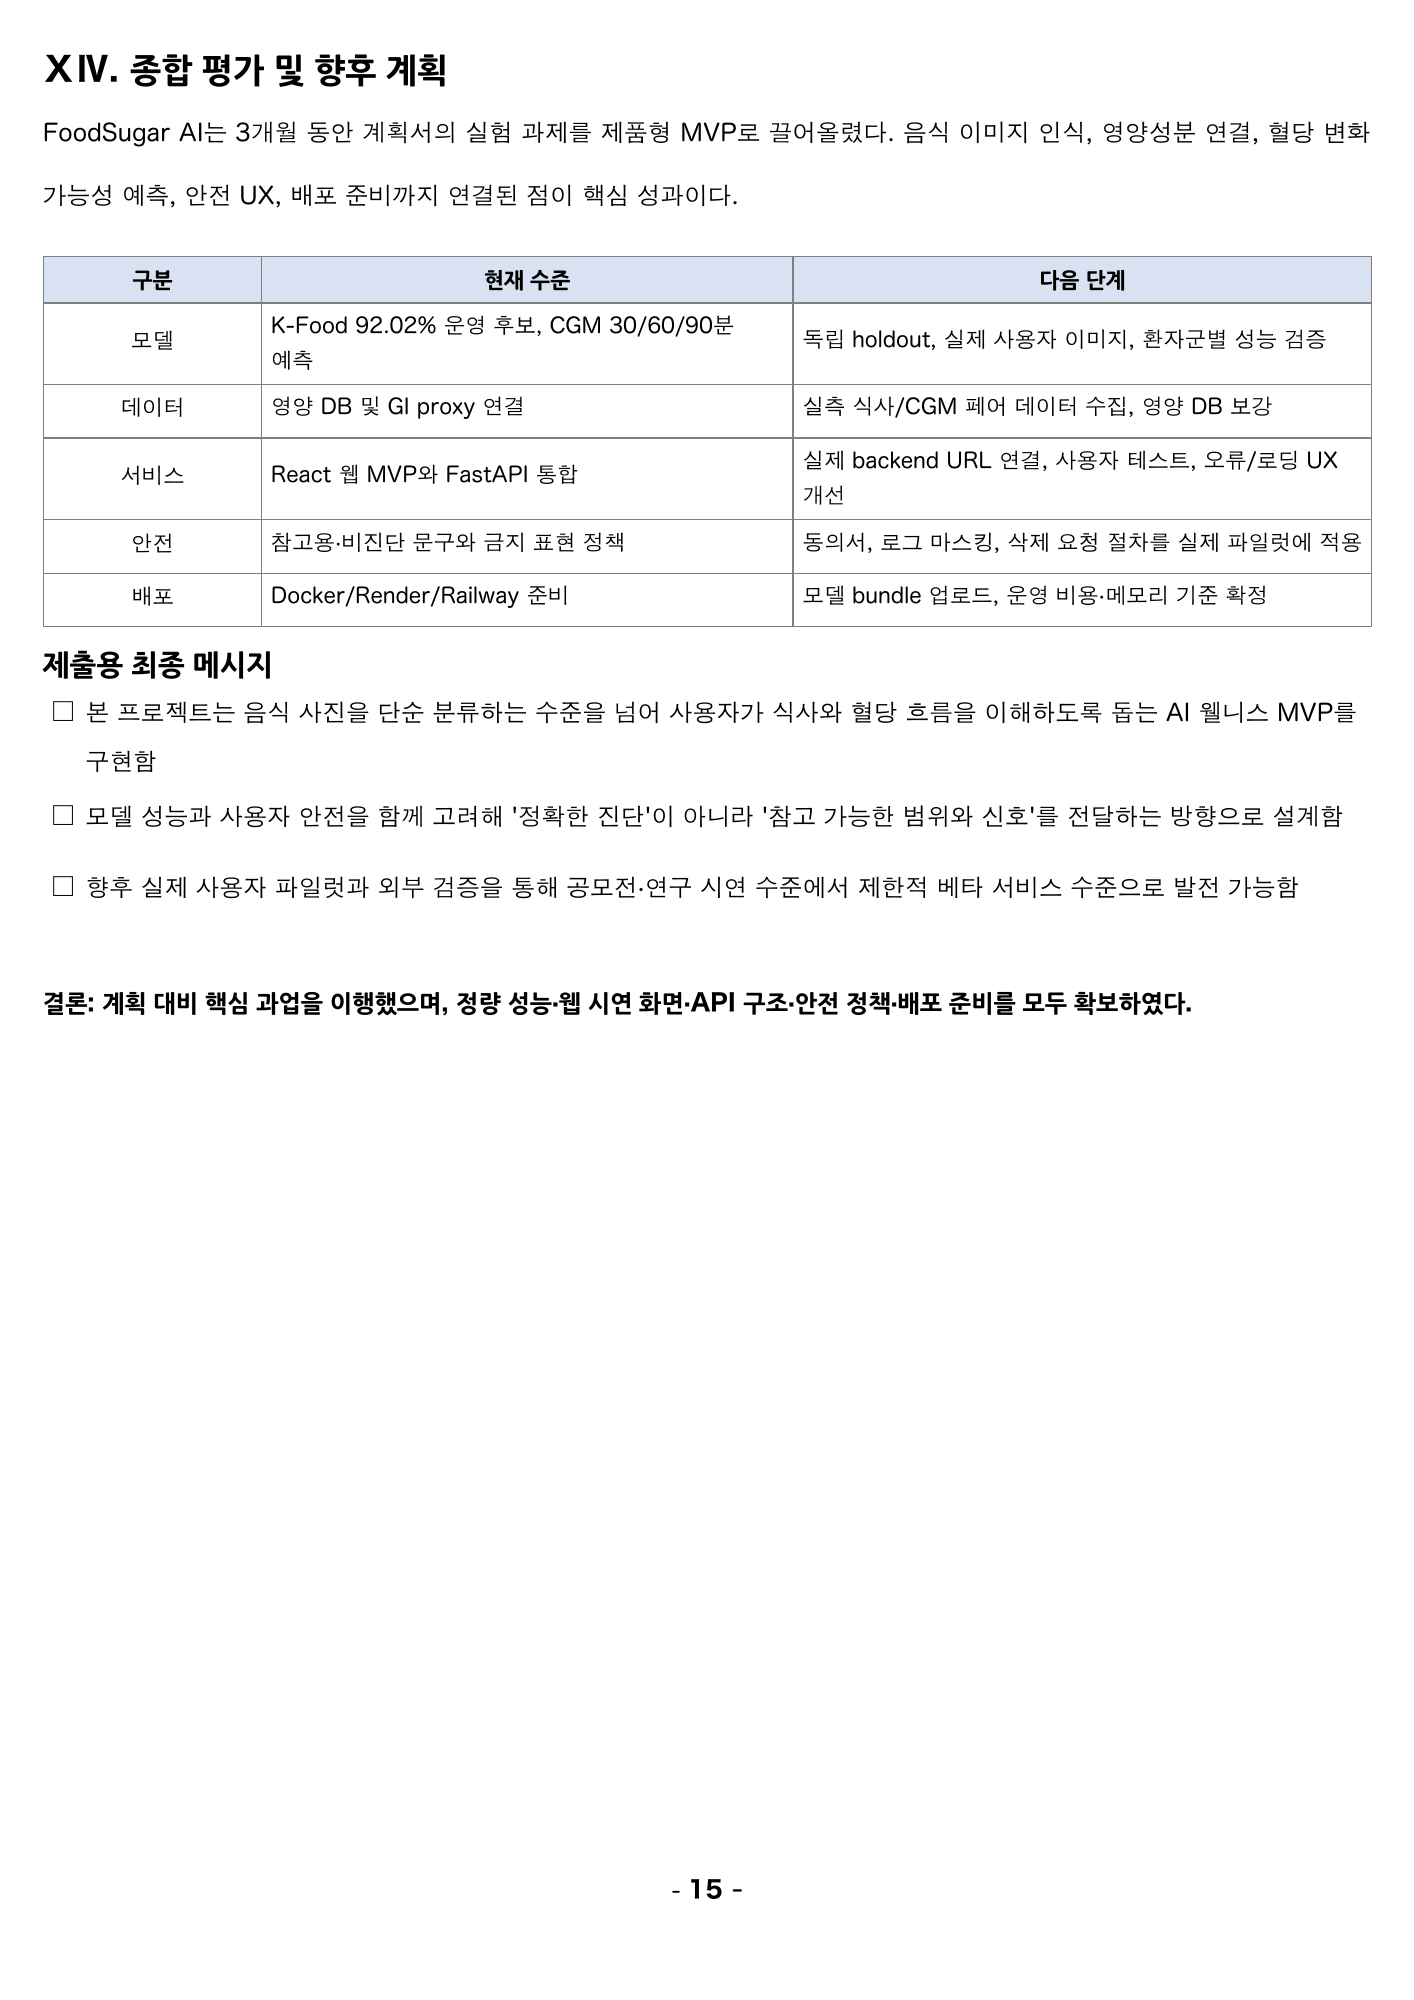 ⅩⅣ. 종합 평가 및 향후 계획
FoodSugar AI는 3개월 동안 계획서의 실험 과제를 제품형 MVP로 끌어올렸다. 음식 이미지 인식, 영양성분 연결, 혈당 변화
가능성 예측, 안전 UX, 배포 준비까지 연결된 점이 핵심 성과이다.
구분 현재 수준 다음 단계
모델 K-Food 92.02% 운영 후보, CGM 30/60/90분
예측 독립 holdout, 실제 사용자 이미지, 환자군별 성능 검증
데이터 영양 DB 및 GI proxy 연결 실측 식사/CGM 페어 데이터 수집, 영양 DB 보강
서비스 React 웹 MVP와 FastAPI 통합 실제 backend URL 연결, 사용자 테스트, 오류/로딩 UX
개선
안전 참고용·비진단 문구와 금지 표현 정책 동의서, 로그 마스킹, 삭제 요청 절차를 실제 파일럿에 적용
배포 Docker/Render/Railway 준비 모델 bundle 업로드, 운영 비용·메모리 기준 확정
제출용 최종 메시지
□ 본 프로젝트는 음식 사진을 단순 분류하는 수준을 넘어 사용자가 식사와 혈당 흐름을 이해하도록 돕는 AI 웰니스 MVP를
구현함
□ 모델 성능과 사용자 안전을 함께 고려해 '정확한 진단'이 아니라 '참고 가능한 범위와 신호'를 전달하는 방향으로 설계함
□ 향후 실제 사용자 파일럿과 외부 검증을 통해 공모전·연구 시연 수준에서 제한적 베타 서비스 수준으로 발전 가능함
결론: 계획 대비 핵심 과업을 이행했으며, 정량 성능·웹 시연 화면·API 구조·안전 정책·배포 준비를 모두 확보하였다.
- 15 -